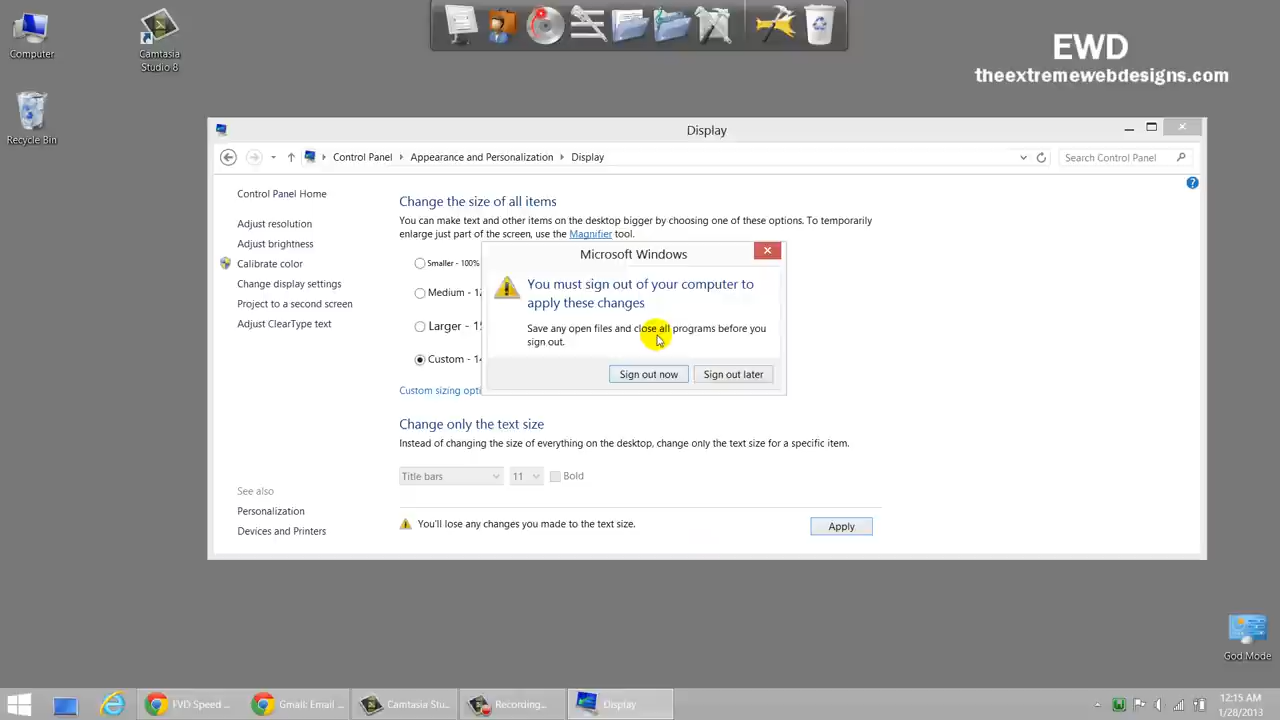 Computer
Camtasia
Studio 8
Recycle Bin
EWD
theextremewebdesigns.com
Display
Control Panel
Appearance and Personalization
Display
Search Control Panel
Control Panel Home
Adjust resolution
Adjust brightness
Calibrate color
Change display settings
Project to a second screen
Adjust ClearType text
See also
Personalization
Devices and Printers
Change the size of all items
You can make text and other items on the desktop bigger by choosing one of these options. To temporarily
enlarge just part of the screen, use the Magnifier tool.
Smaller - 100%
Medium - 12
Larger - 15
Custom - 14
Custom sizing opti
Microsoft Windows
You must sign out of your computer to
apply these changes
Save any open files and close all programs before you
sign out.
Sign out now
Sign out later
Change only the text size
Instead of changing the size of everything on the desktop, change only the text size for a specific item.
Title bars
11
Bold
You'll lose any changes you made to the text size.
Apply
God Mode
FVD Speed ...
Gmail: Email ...
Camtasia Stu...
Recording...
Display
12:15 AM
1/28/2013